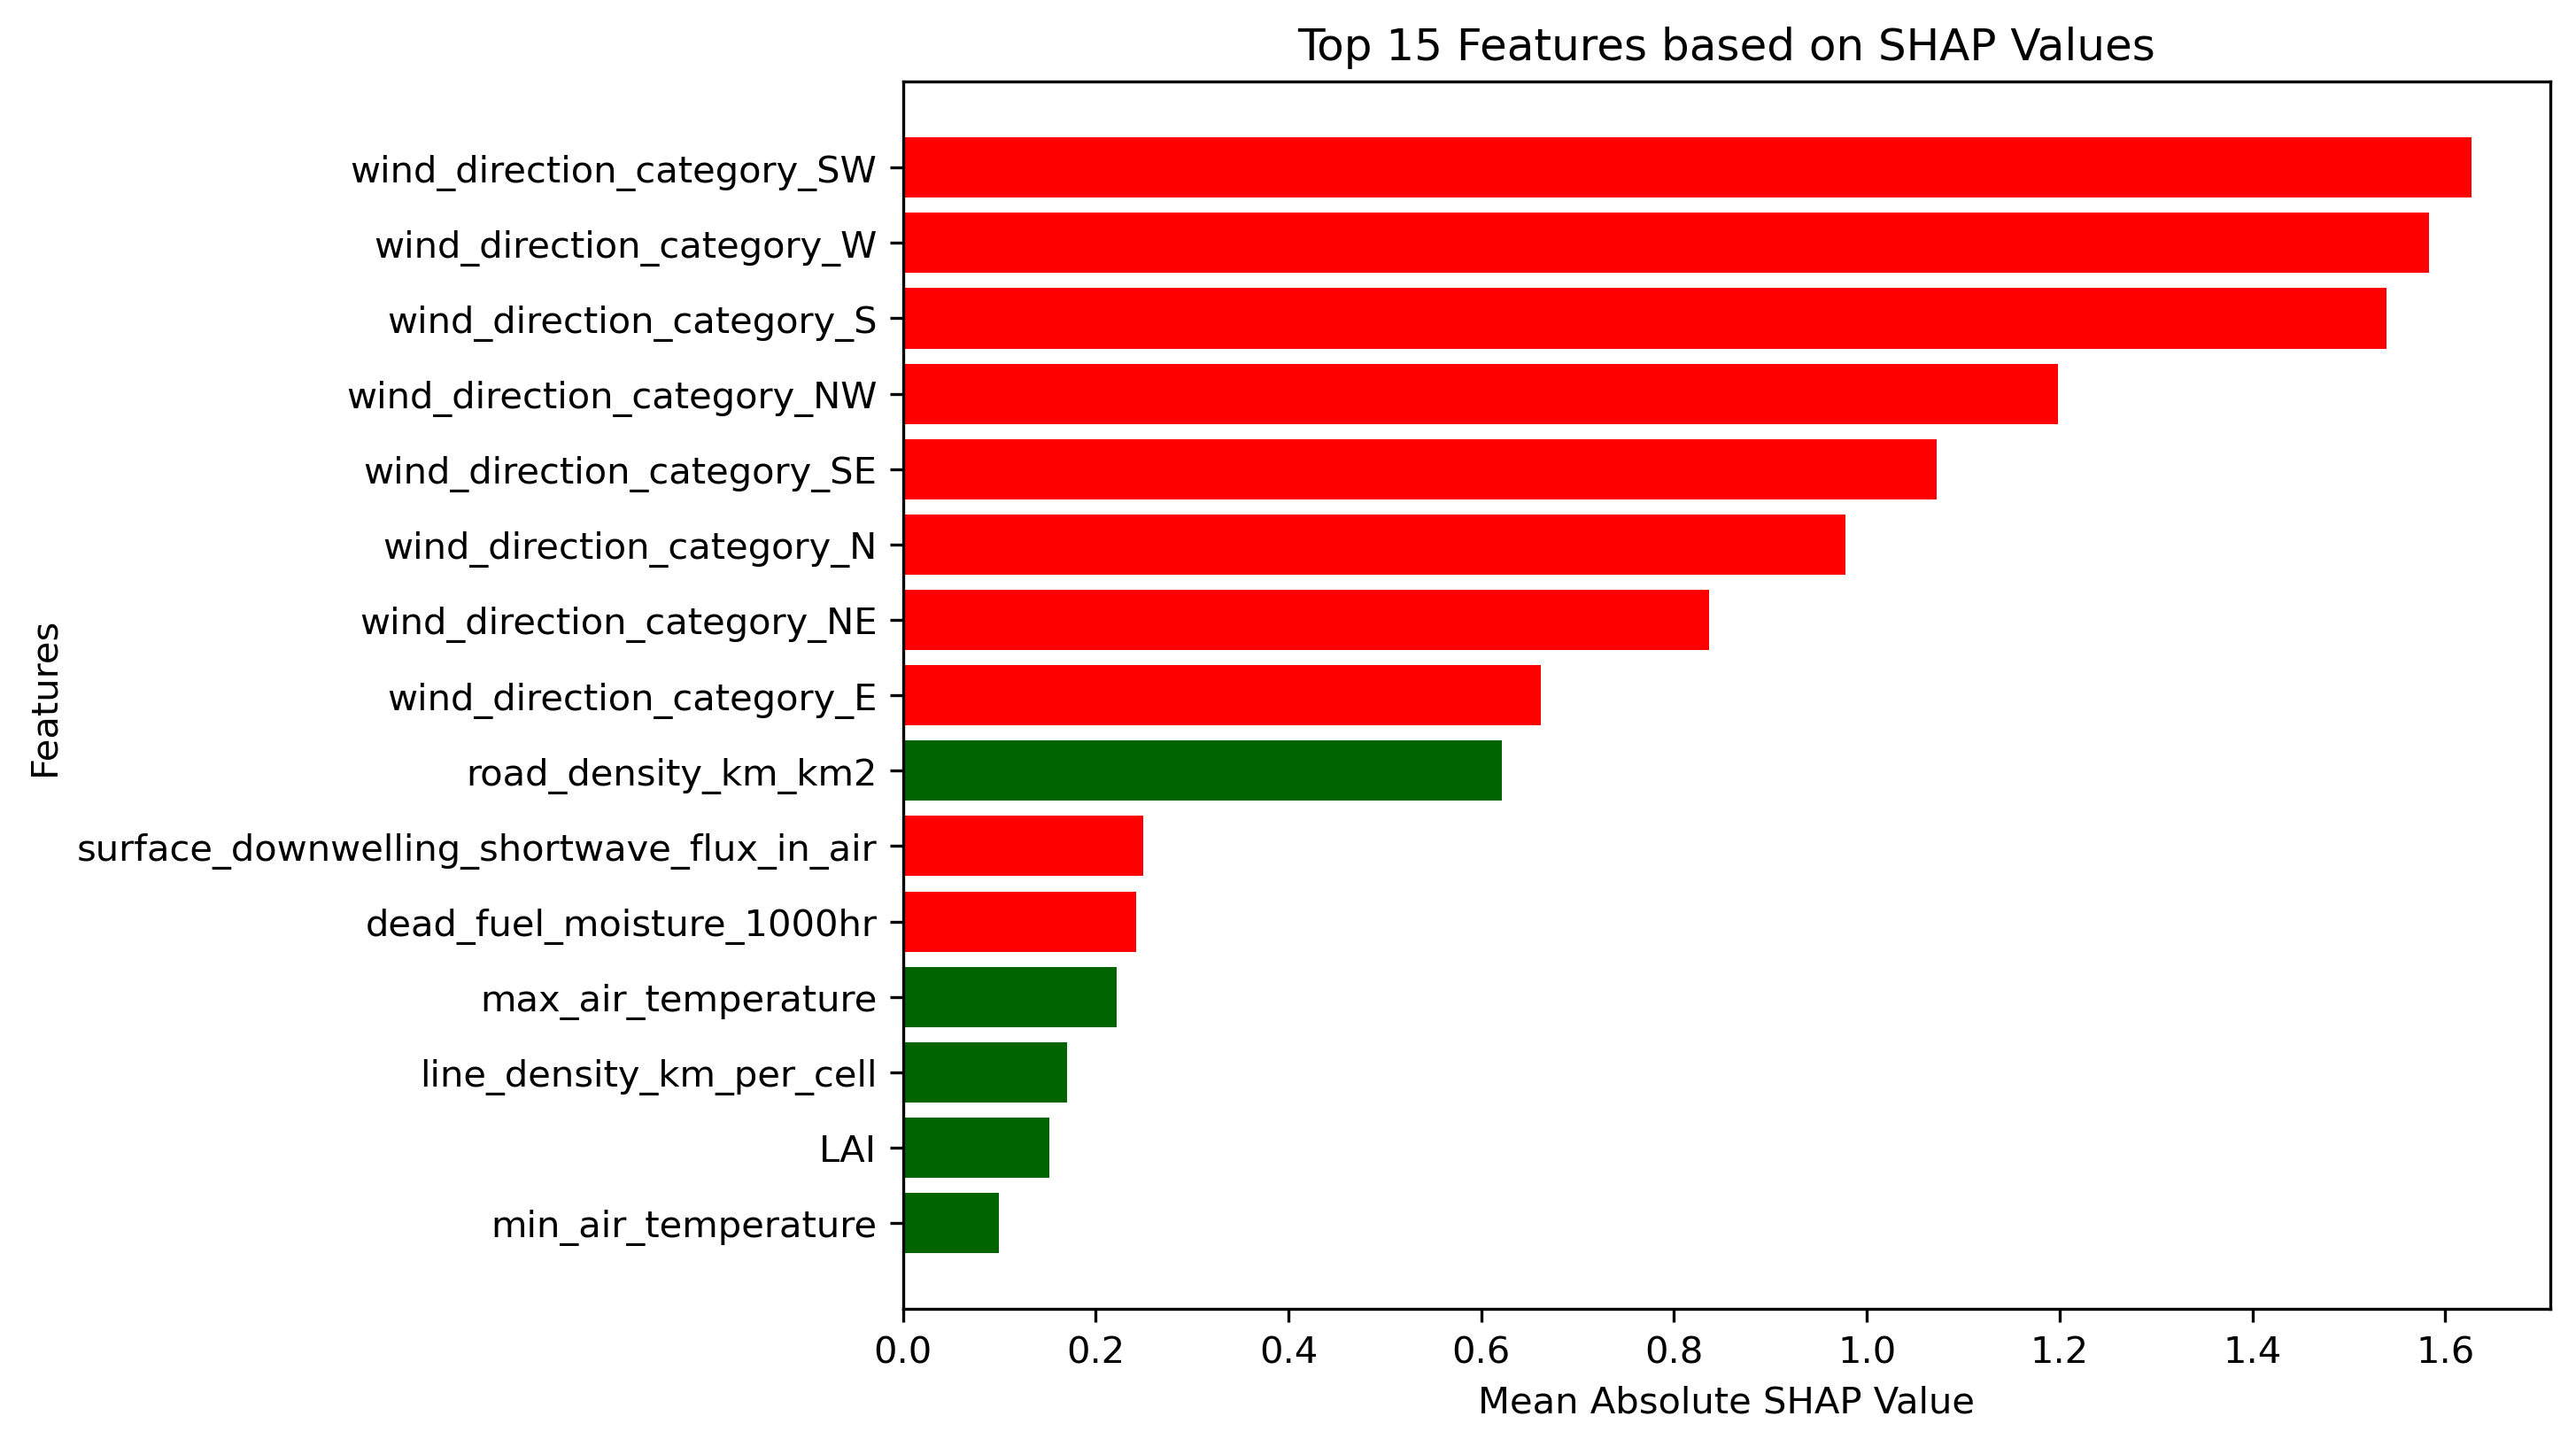 Top 15 Features based on SHAP Values
wind_direction_category_SW
wind_direction_category_W
wind_direction_category_S
wind_direction_category_NW
wind_direction_category_SE
wind_direction_category_N
wind_direction_category_NE
wind_direction_category_E
road_density_km_km2
surface_downwelling_shortwave_flux_in_air
dead_fuel_moisture_1000hr
max_air_temperature
line_density_km_per_cell
LAI
min_air_temperature
Features
0.0 0.2 0.4 0.6 0.8 1.0 1.2 1.4 1.6
Mean Absolute SHAP Value